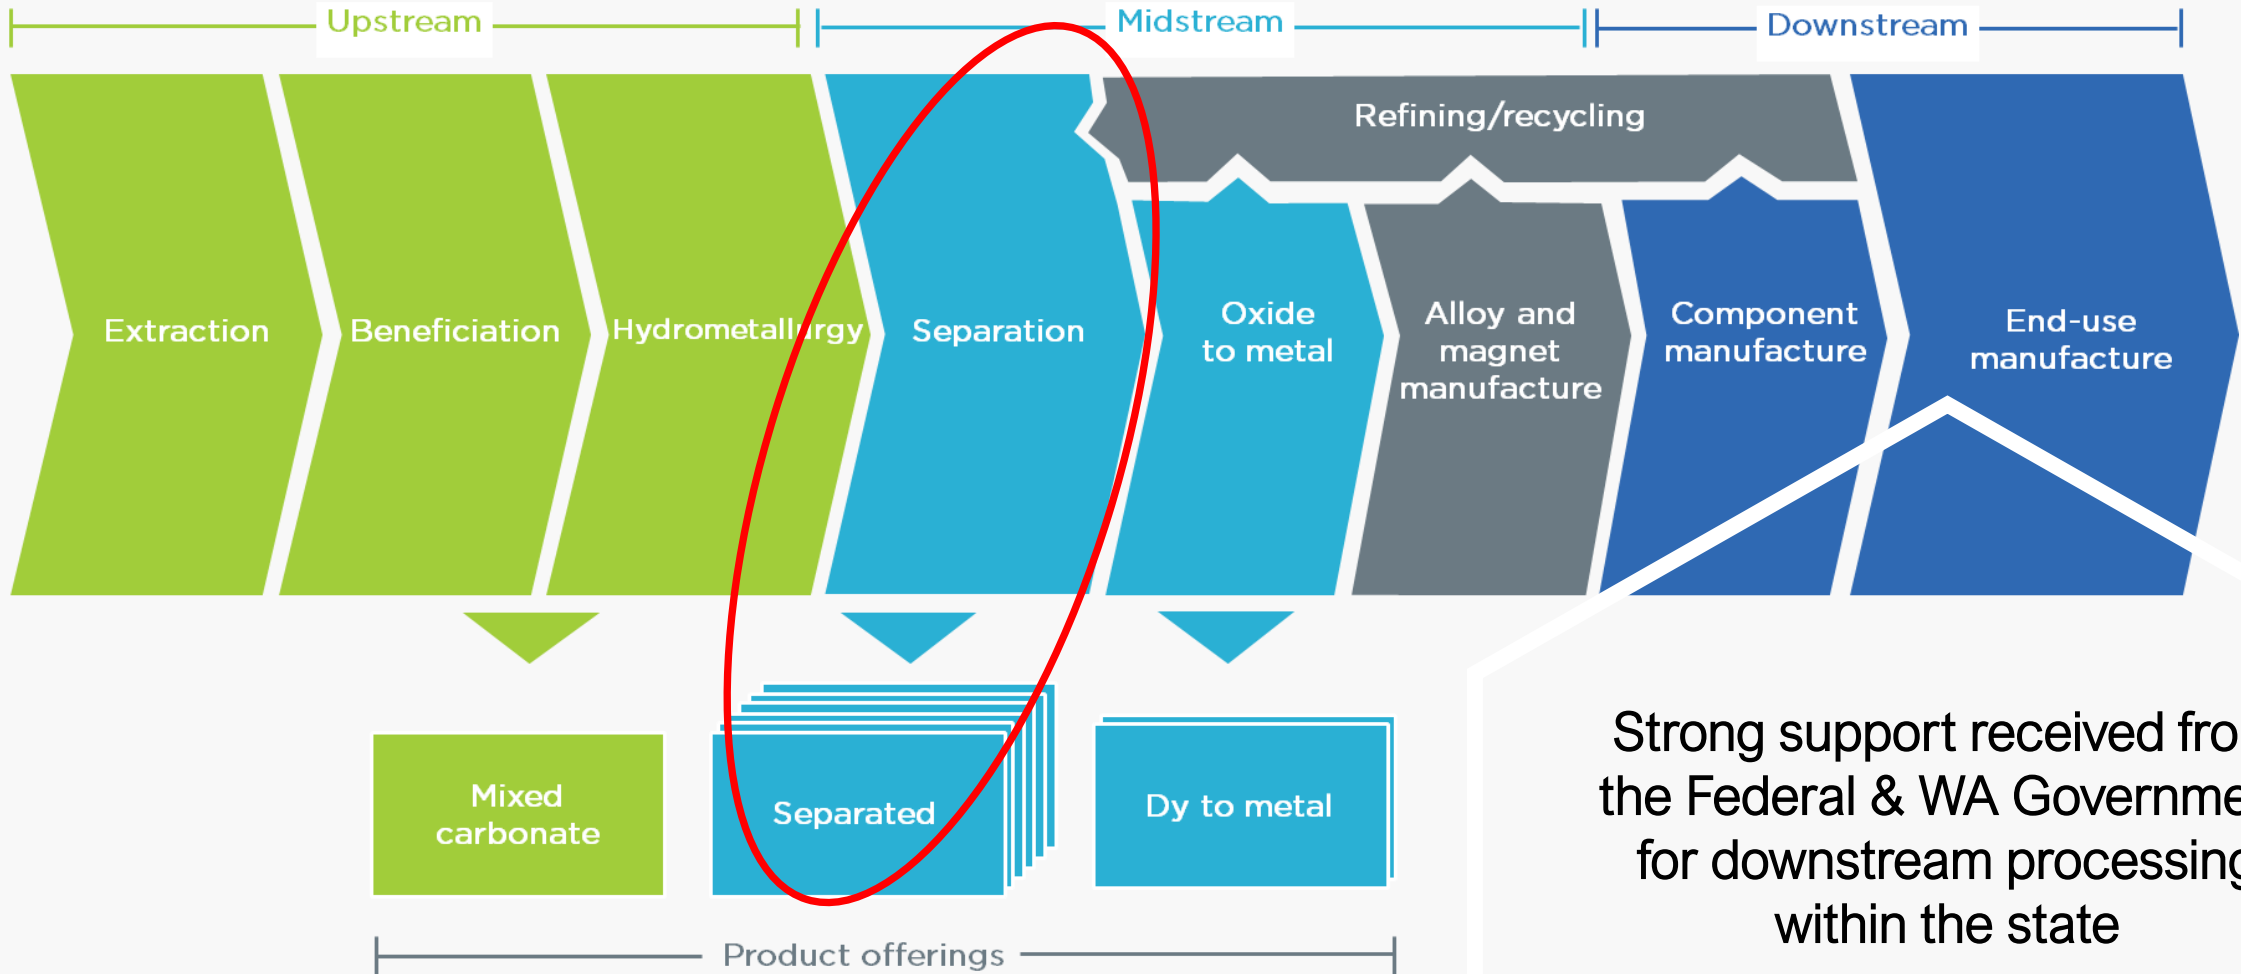 Upstream
Midstream
Downstream
Refining/recycling
Extraction
Beneficiation
Hydrometallurgy
Separation
Oxide
to metal
Alloy and
magnet
manufacture
Component
manufacture
End-use
manufacture
Mixed
carbonate
Separated
Dy to metal
Product offerings
Strong support received
the Federal & WA
for downstream processing
within the state